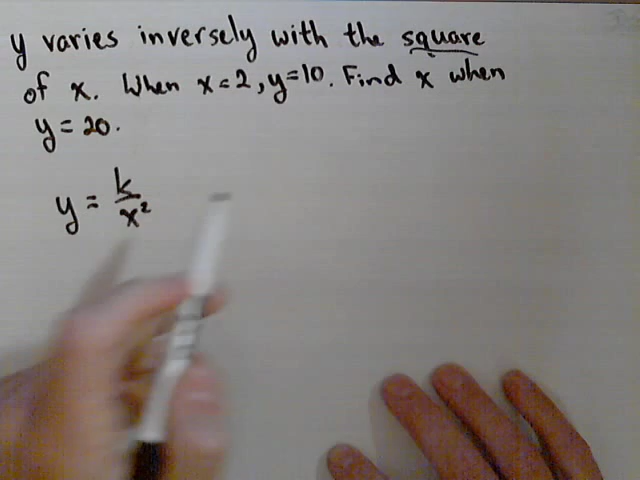 y varies inversely with the square
of x. When x=2, y=10. Find x when
y = 20.
y = k/x²